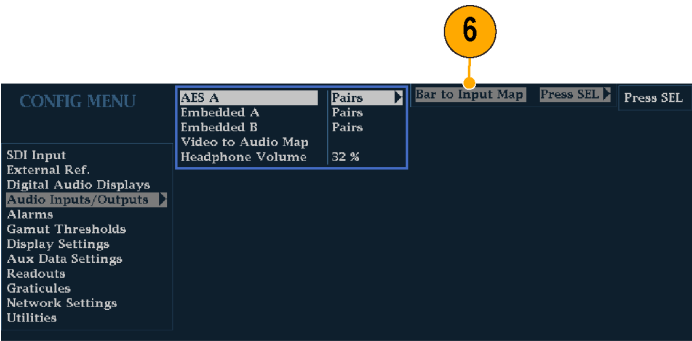 6
CONFIG MENU
SDI Input
External Ref.
Digital Audio Displays
Audio Inputs/Outputs
Alarms
Gamut Thresholds
Display Settings
Aux Data Settings
Readouts
Graticules
Network Settings
Utilities
AES A Pairs
Embedded A Pairs
Embedded B Pairs
Video to Audio Map
Headphone Volume 32 %
Bar to Input Map Press SEL
Press SEL